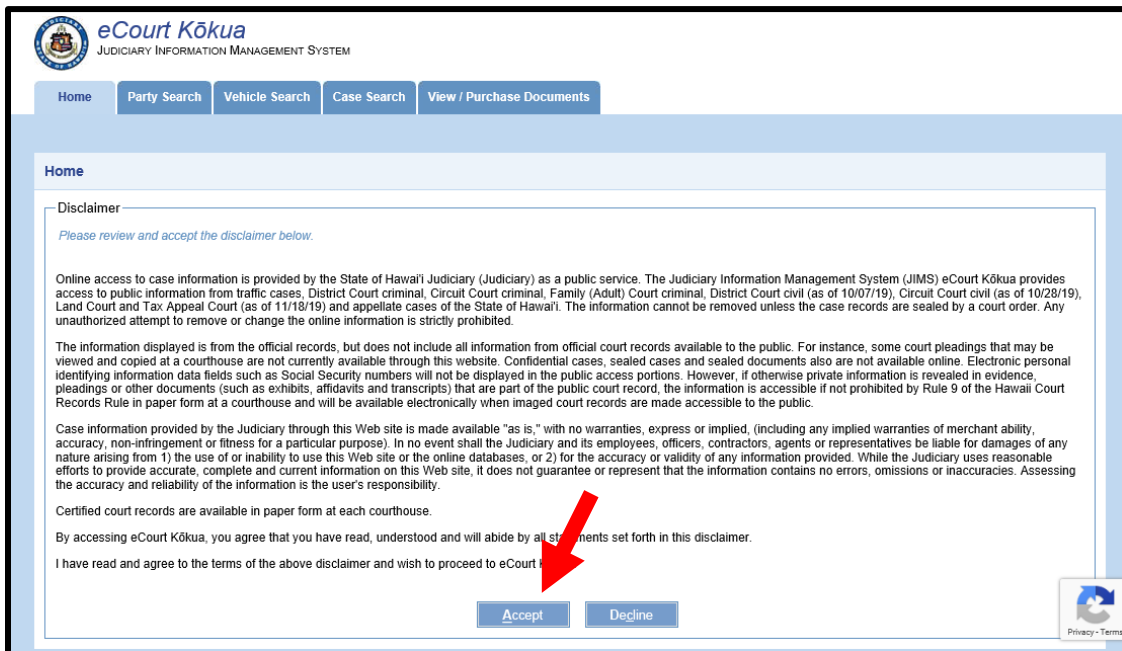 eCourt Kōkua
JUDICIARY INFORMATION MANAGEMENT SYSTEM
Home Party Search Vehicle Search Case Search View / Purchase Documents
Home
Disclaimer
Please review and accept the disclaimer below.
Online access to case information is provided by the State of Hawai'i Judiciary (Judiciary) as a public service. The Judiciary Information Management System (JIMS) eCourt Kōkua provides
access to public information from traffic cases, District Court criminal, Circuit Court criminal, Family (Adult) Court criminal, District Court civil (as of 10/07/19), Circuit Court civil (as of 10/28/19),
Land Court and Tax Appeal Court (as of 11/18/19) and appellate cases of the State of Hawai'i. The information cannot be removed unless the case records are sealed by a court order. Any
unauthorized attempt to remove or change the online information is strictly prohibited.
The information displayed is from the official records, but does not include all information from official court records available to the public. For instance, some court pleadings that may be
viewed and copied at a courthouse are not currently available through this website. Confidential cases, sealed cases and sealed documents also are not available online. Electronic personal
identifying information data fields such as Social Security numbers will not be displayed in the public access portions. However, if otherwise private information is revealed in evidence,
pleadings or other documents (such as exhibits, affidavits and transcripts) that are part of the public court record, the information is accessible if not prohibited by Rule 9 of the Hawaii Court
Records Rule in paper form at a courthouse and will be available electronically when imaged court records are made accessible to the public.
Case information provided by the Judiciary through this Web site is made available "as is," with no warranties, express or implied, (including any implied warranties of merchant ability,
accuracy, non-infringement or fitness for a particular purpose). In no event shall the Judiciary and its employees, officers, contractors, agents or representatives be liable for damages of any
nature arising from 1) the use of or inability to use this Web site or the online databases, or 2) for the accuracy or validity of any information provided. While the Judiciary uses reasonable
efforts to provide accurate, complete and current information on this Web site, it does not guarantee or represent that the information contains no errors, omissions or inaccuracies. Assessing
the accuracy and reliability of the information is the user's responsibility.
Certified court records are available in paper form at each courthouse.
By accessing eCourt Kōkua, you agree that you have read, understood and will abide by all set forth in this disclaimer.
I have read and agree to the terms of the above disclaimer and wish to proceed to eCourt
Accept Decline
Privacy - Terms